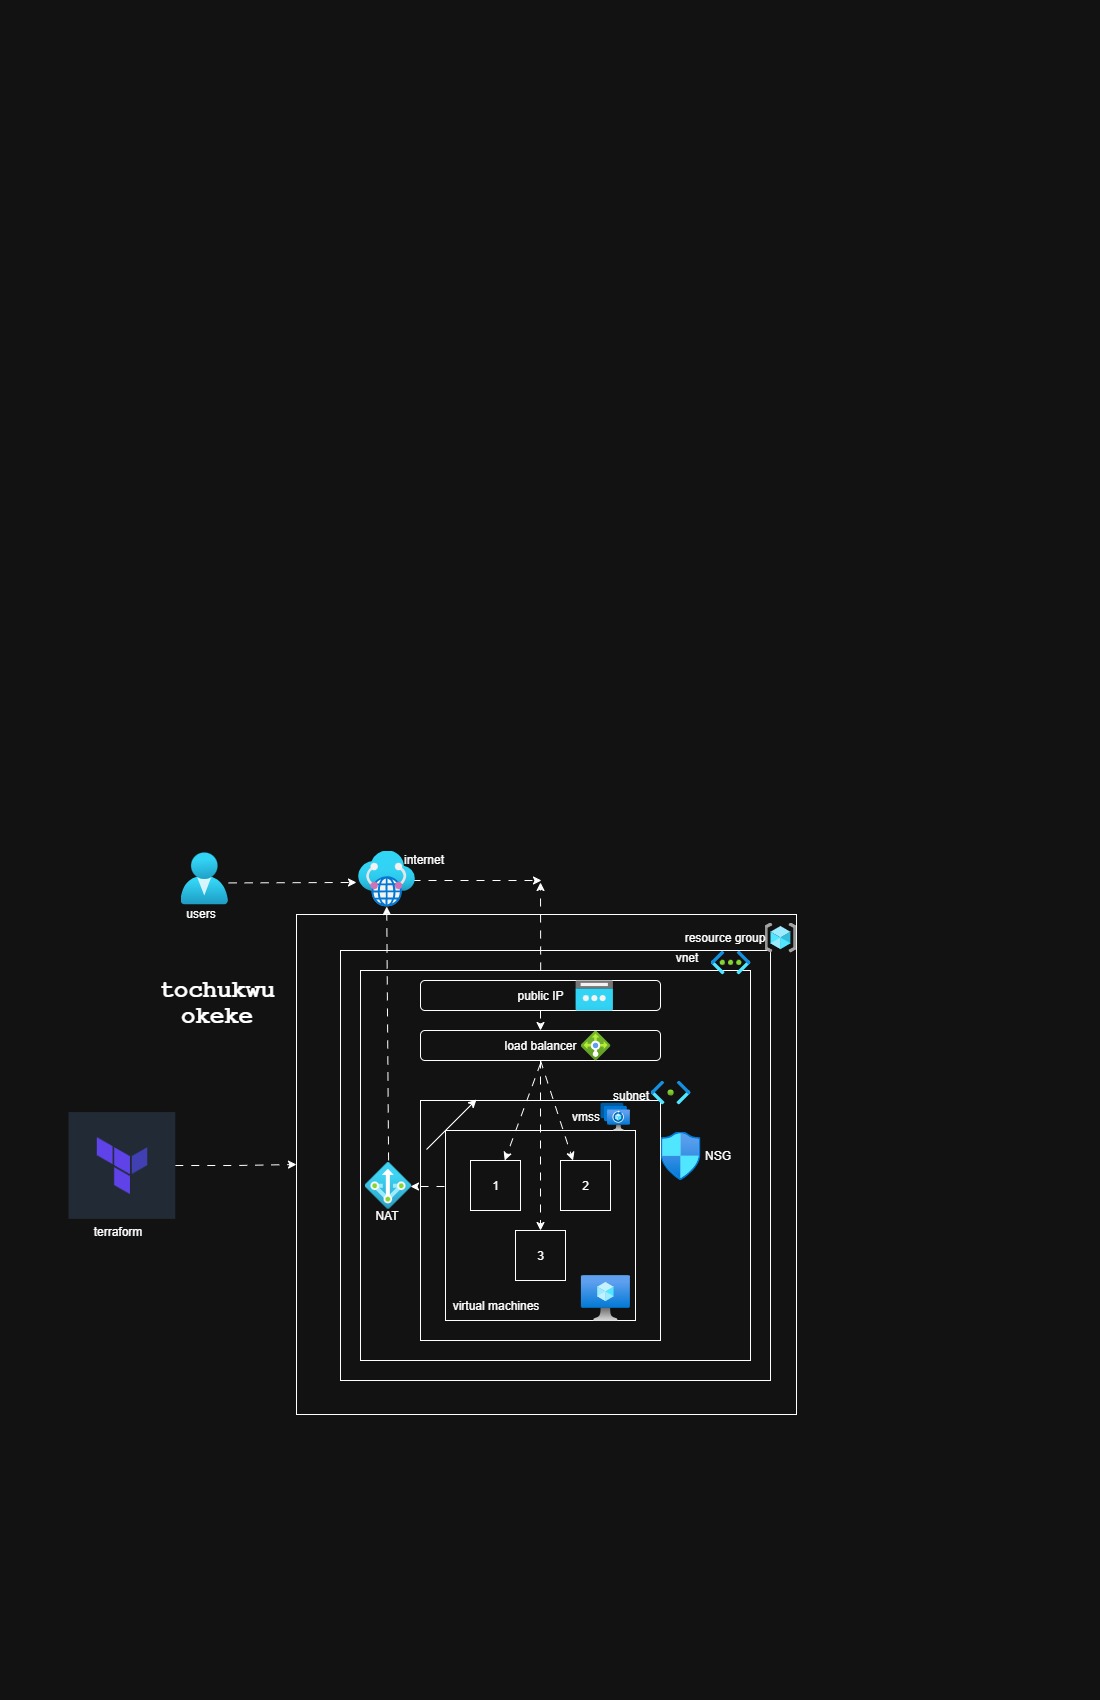 internet
users
resource group
vnet
tochukwu
okeke
public IP
load balancer
subnet
vmss
NSG
1
2
NAT
terraform
3
virtual machines